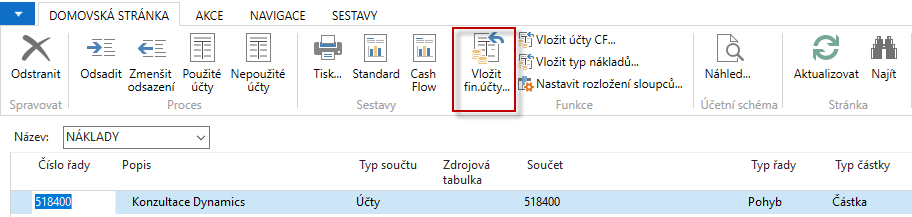 DOMOVSKÁ STRÁNKA AKCE NAVIGACE SESTAVY
Odstranit Odsadit Zmenšit odsazení Použité účty Nepoužité účty Tisk... Standard Cash Flow Vložit fin.účty... Vložit účty CF... Náhled... Aktualizovat Najít
Vložit typ nákladů...
Nastavit rozložení sloupců...
Spravovat Proces Sestavy Funkce Účetní schéma Stránka
Název: NÁKLADY
Číslo řady Popis Typ součtu Zdrojová tabulka Součet Typ řady Typ částky
518400 Konzultace Dynamics Účty 518400 Pohyb Částka